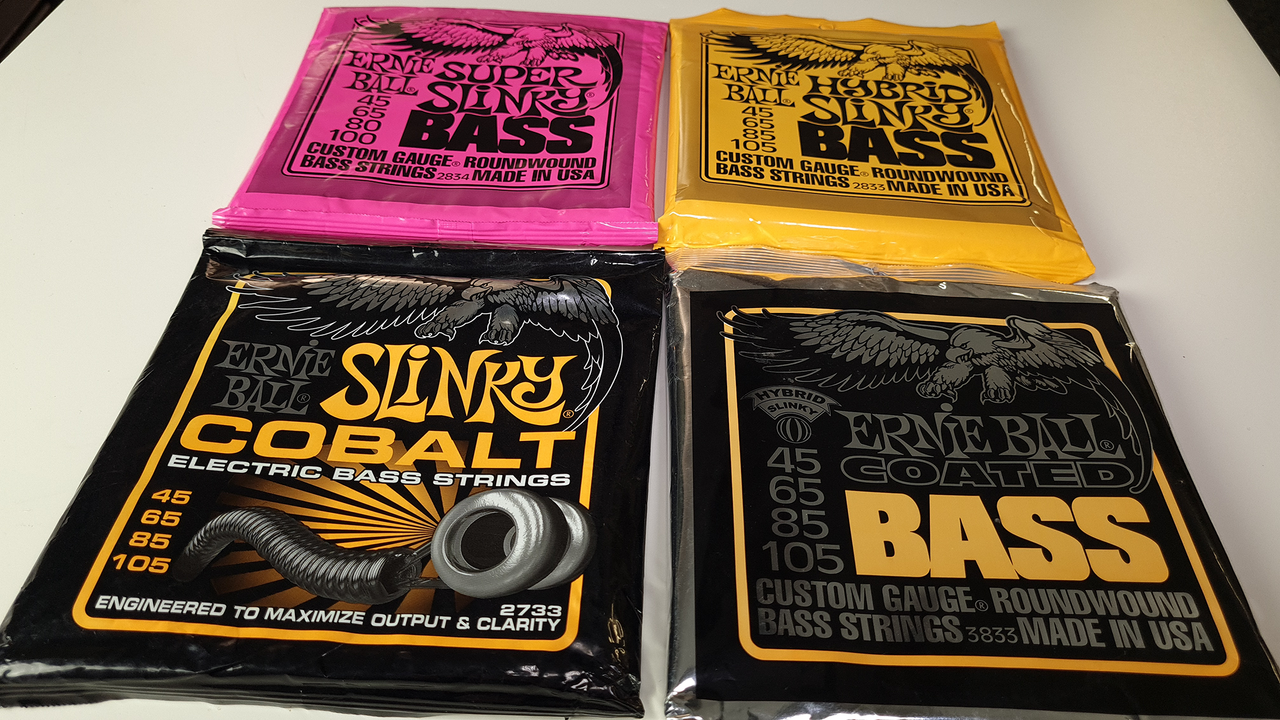 ERNIE BALL®
SUPER SLINKY®
BASS
45
65
80
100
CUSTOM GAUGE® ROUNDWOUND
BASS STRINGS 2834 MADE IN USA
ERNIE BALL®
HYBRID SLINKY®
BASS
45
65
85
105
CUSTOM GAUGE® ROUNDWOUND
BASS STRINGS 2833 MADE IN USA
ERNIE BALL®
SLINKY®
COBALT
ELECTRIC BASS STRINGS
45
65
85
105
2733
ENGINEERED TO MAXIMIZE OUTPUT & CLARITY
HYBRID
SLINKY
ERNIE BALL®
COATED
BASS
45
65
85
105
CUSTOM GAUGE® ROUNDWOUND
BASS STRINGS 3833 MADE IN USA